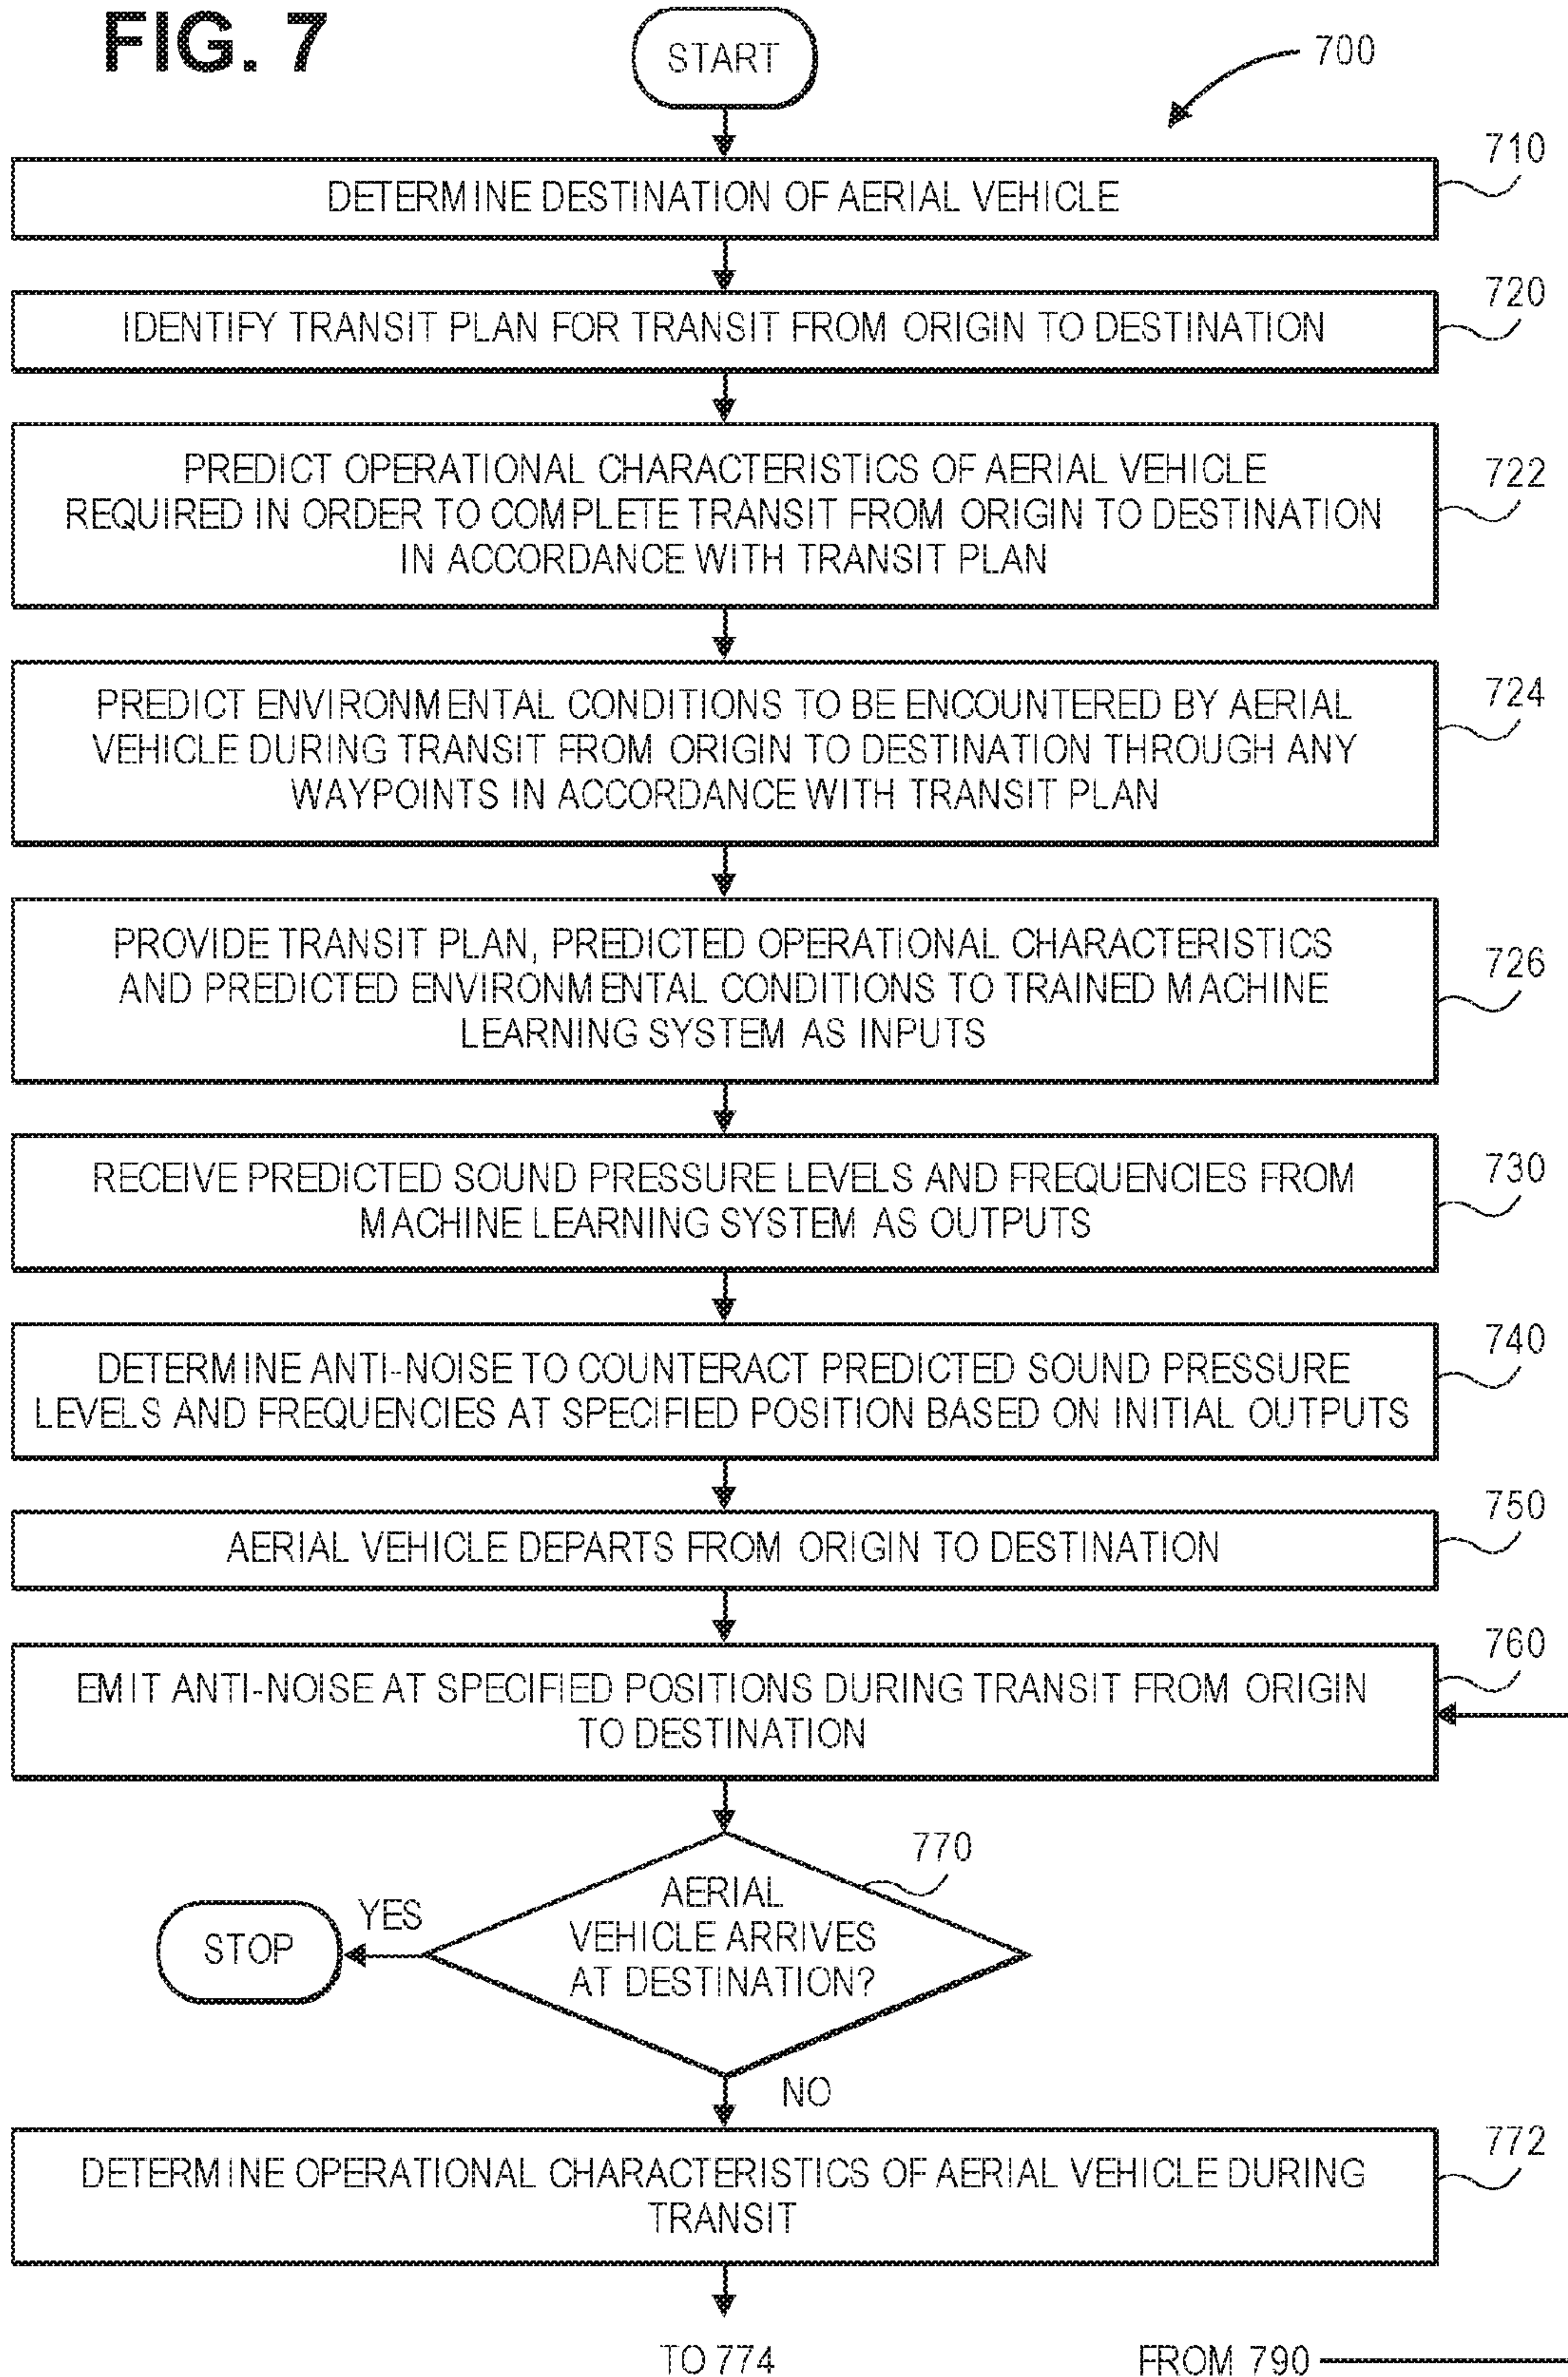 FIG. 7
START
700
DETERMINE DESTINATION OF AERIAL VEHICLE
710
IDENTIFY TRANSIT PLAN FOR TRANSIT FROM ORIGIN TO DESTINATION
720
PREDICT OPERATIONAL CHARACTERISTICS OF AERIAL VEHICLE
REQUIRED IN ORDER TO COMPLETE TRANSIT FROM ORIGIN TO DESTINATION
IN ACCORDANCE WITH TRANSIT PLAN
722
PREDICT ENVIRONMENTAL CONDITIONS TO BE ENCOUNTERED BY AERIAL
VEHICLE DURING TRANSIT FROM ORIGIN TO DESTINATION THROUGH ANY
WAYPOINTS IN ACCORDANCE WITH TRANSIT PLAN
724
PROVIDE TRANSIT PLAN, PREDICTED OPERATIONAL CHARACTERISTICS
AND PREDICTED ENVIRONMENTAL CONDITIONS TO TRAINED MACHINE
LEARNING SYSTEM AS INPUTS
726
RECEIVE PREDICTED SOUND PRESSURE LEVELS AND FREQUENCIES FROM
MACHINE LEARNING SYSTEM AS OUTPUTS
730
DETERMINE ANTI-NOISE TO COUNTERACT PREDICTED SOUND PRESSURE
LEVELS AND FREQUENCIES AT SPECIFIED POSITION BASED ON INITIAL OUTPUTS
740
AERIAL VEHICLE DEPARTS FROM ORIGIN TO DESTINATION
750
EMIT ANTI-NOISE AT SPECIFIED POSITIONS DURING TRANSIT FROM ORIGIN
TO DESTINATION
760
AERIAL
VEHICLE ARRIVES
AT DESTINATION?
770
YES
STOP
NO
DETERMINE OPERATIONAL CHARACTERISTICS OF AERIAL VEHICLE DURING
TRANSIT
772
TO 774
FROM 790